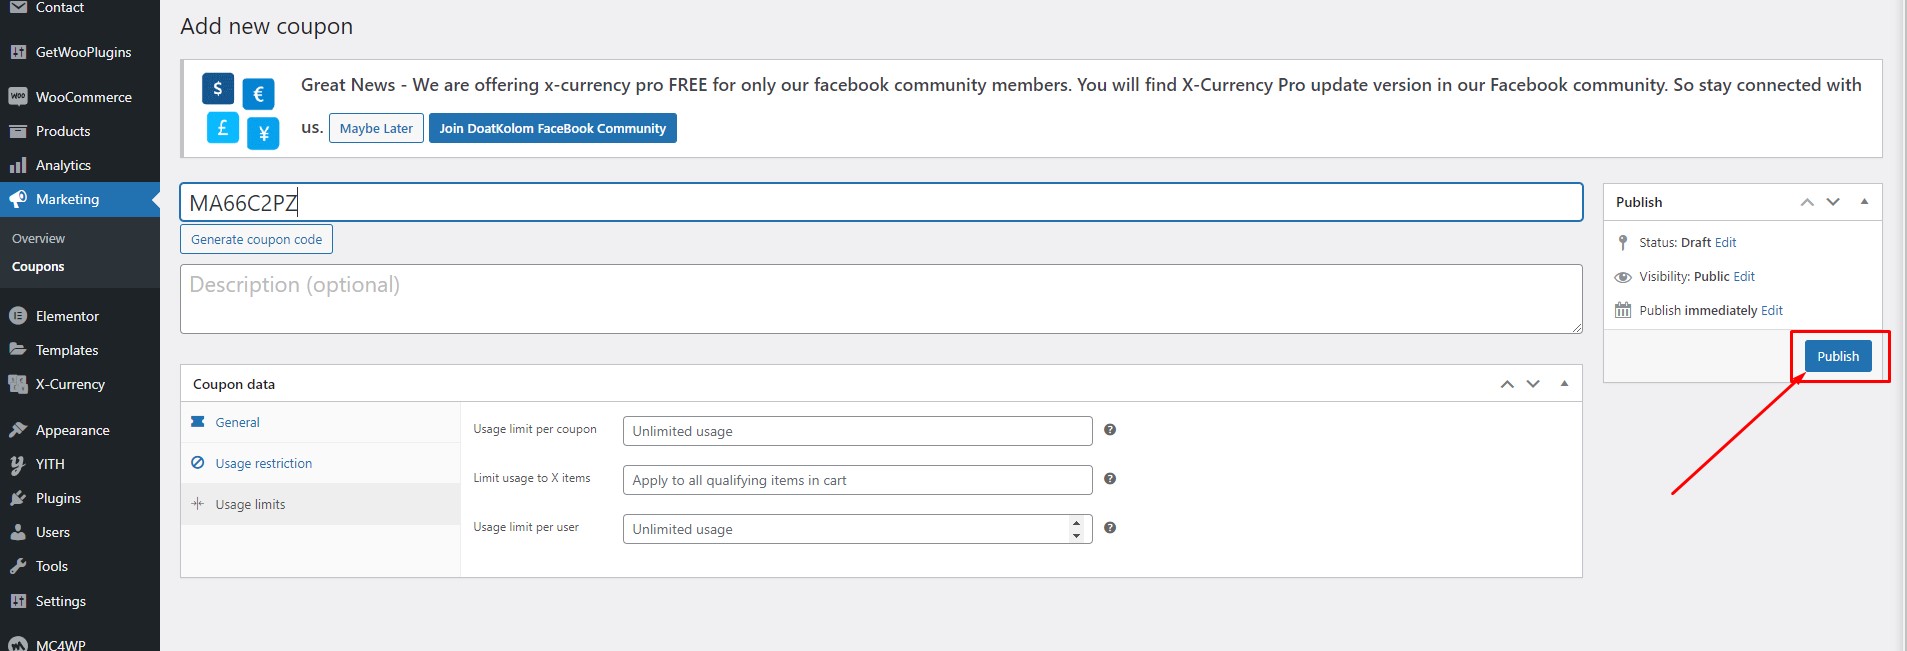 Contact
GetWooPlugins
WooCommerce
Products
Analytics
Marketing
Overview
Coupons
Elementor
Templates
X-Currency
Appearance
YITH
Plugins
Users
Tools
Settings
MC4WP
Add new coupon
$ €
£ ¥
Great News - We are offering x-currency pro FREE for only our facebook community members. You will find X-Currency Pro update version in our Facebook community. So stay connected with
us. Maybe Later Join DoatKolom FaceBook Community
MA66C2PZ
Generate coupon code
Description (optional)
Coupon data
General
Usage restriction
Usage limits
Usage limit per coupon Unlimited usage
Limit usage to X items Apply to all qualifying items in cart
Usage limit per user Unlimited usage
Publish
Status: Draft Edit
Visibility: Public Edit
Publish immediately Edit
Publish